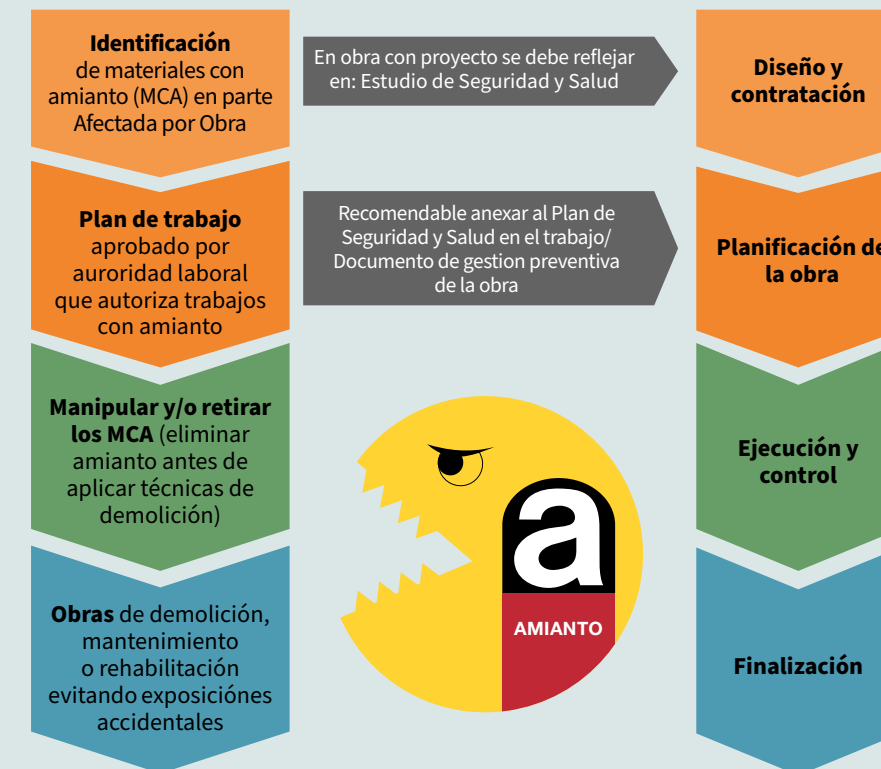 Identificación
de materiales con
amianto (MCA) en parte
Afectada por Obra
En obra con proyecto se debe reflejar
en: Estudio de Seguridad y Salud
Diseño y
contratación
Plan de trabajo
aprobado por
auroridad laboral
que autoriza trabajos
con amianto
Recomendable anexar al Plan de
Seguridad y Salud en el trabajo/
Documento de gestion preventiva
de la obra
Planificación de
la obra
Manipular y/o retirar
los MCA (eliminar
amianto antes de
aplicar técnicas de
demolición)
a
AMIANTO
Ejecución y
control
Obras de demolición,
mantenimiento
o rehabilitación
evitando exposiciónes
accidentales
Finalización